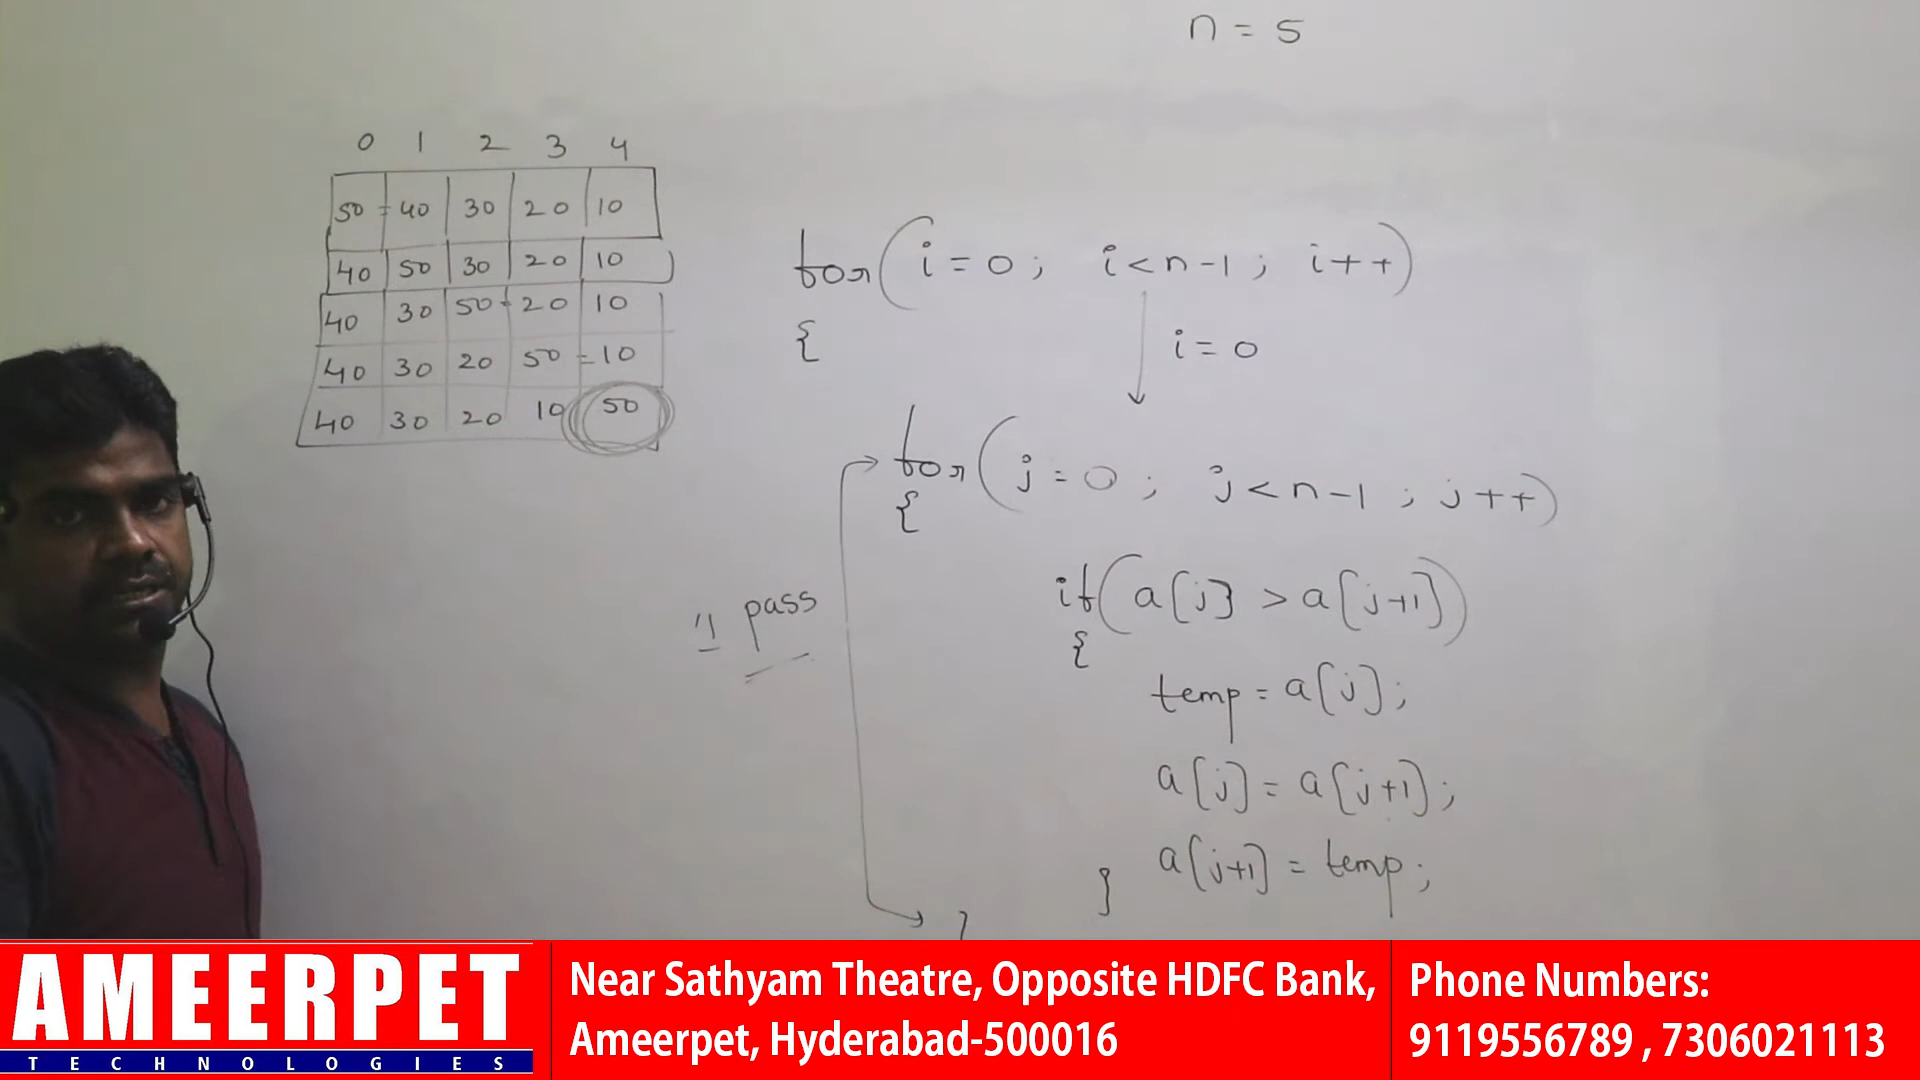 n = 5
0 1 2 3 4
50 = 40 30 20 10
40 50 30 20 10
40 30 50 = 20 10
40 30 20 50 = 10
40 30 20 10 50
for(i=0; i<n-1; i++)
{
i=0
for(j=0; j<n-1; j++)
{
if(a[j] > a[j+1])
{
pass
temp = a[j];
a[j] = a[j+1];
a[j+1] = temp;
}
}
AMEERPET
TECHNOLOGIES
Near Sathyam Theatre, Opposite HDFC Bank,
Ameerpet, Hyderabad-500016
Phone Numbers:
9119556789 , 7306021113